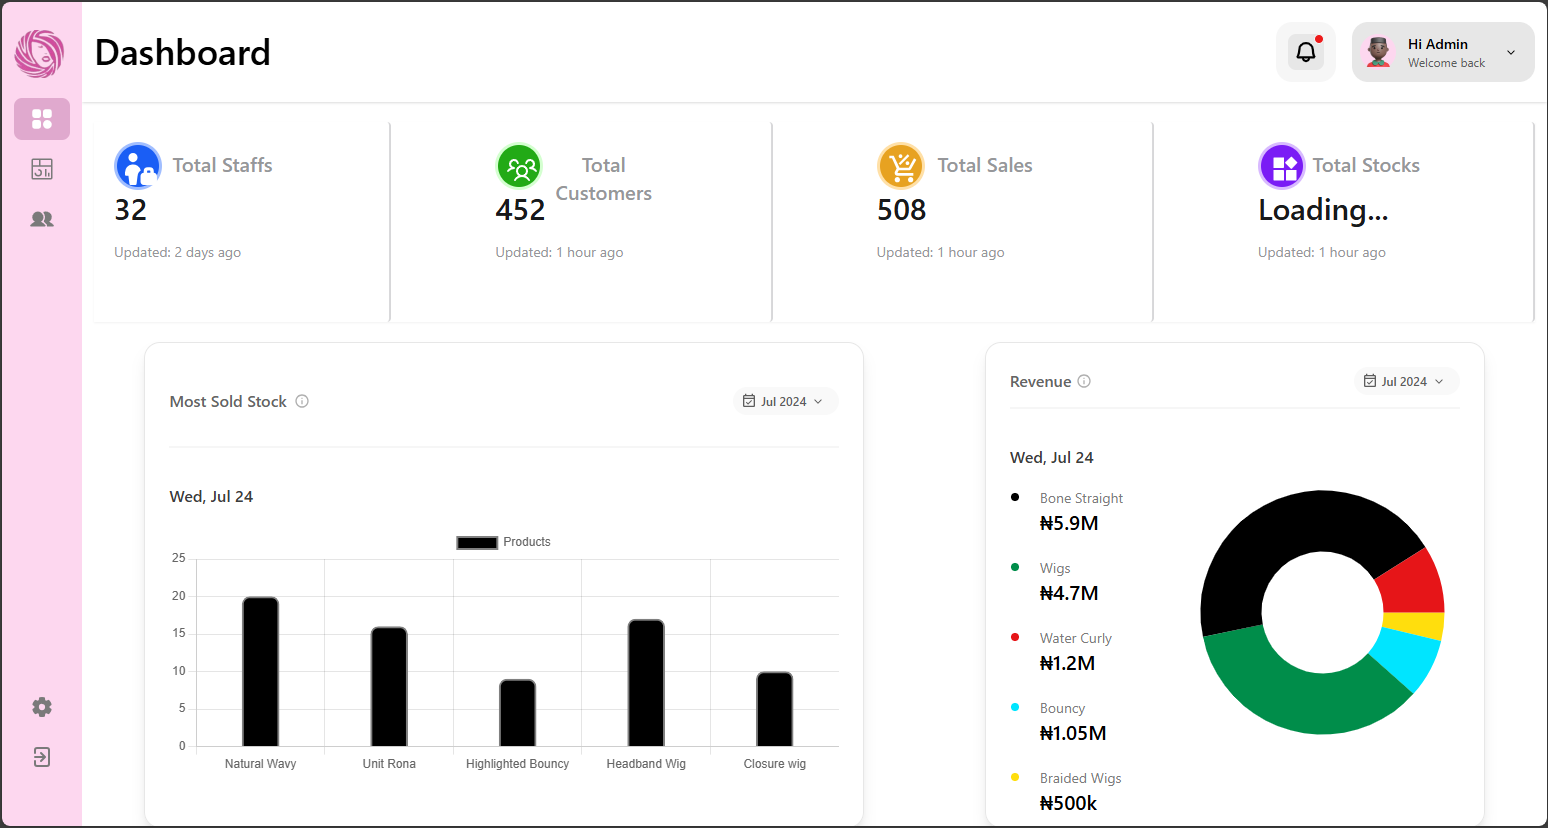 Dashboard
Hi Admin
Welcome back
Total Staffs
32
Updated: 2 days ago
Total
Customers
452
Updated: 1 hour ago
Total Sales
508
Updated: 1 hour ago
Total Stocks
Loading...
Updated: 1 hour ago
Most Sold Stock
Jul 2024
Wed, Jul 24
Products
25
20
15
10
5
0
Natural Wavy
Unit Rona
Highlighted Bouncy
Headband Wig
Closure wig
Revenue
Jul 2024
Wed, Jul 24
Bone Straight
₦5.9M
Wigs
₦4.7M
Water Curly
₦1.2M
Bouncy
₦1.05M
Braided Wigs
₦500k